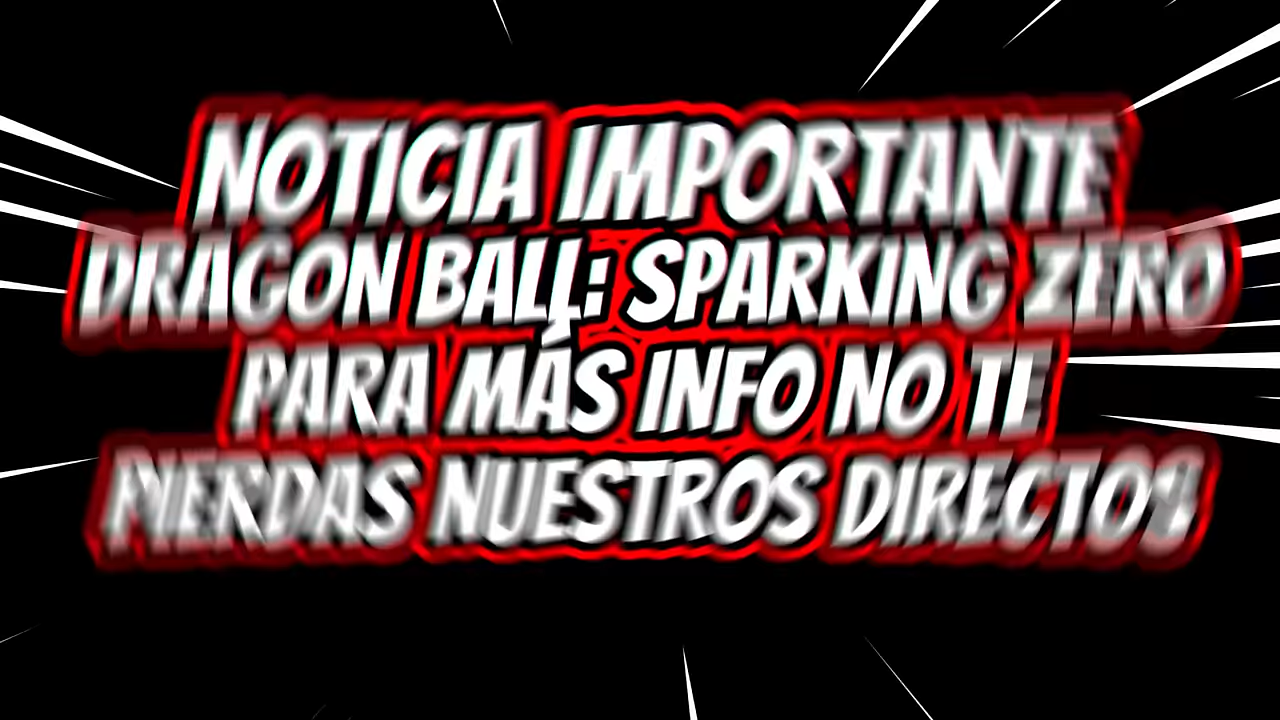 NOTICIA IMPORTANTE
DRAGON BALL: SPARKING ZERO
PARA MÁS INFO NO TE
PIERDAS NUESTROS DIRECTOS